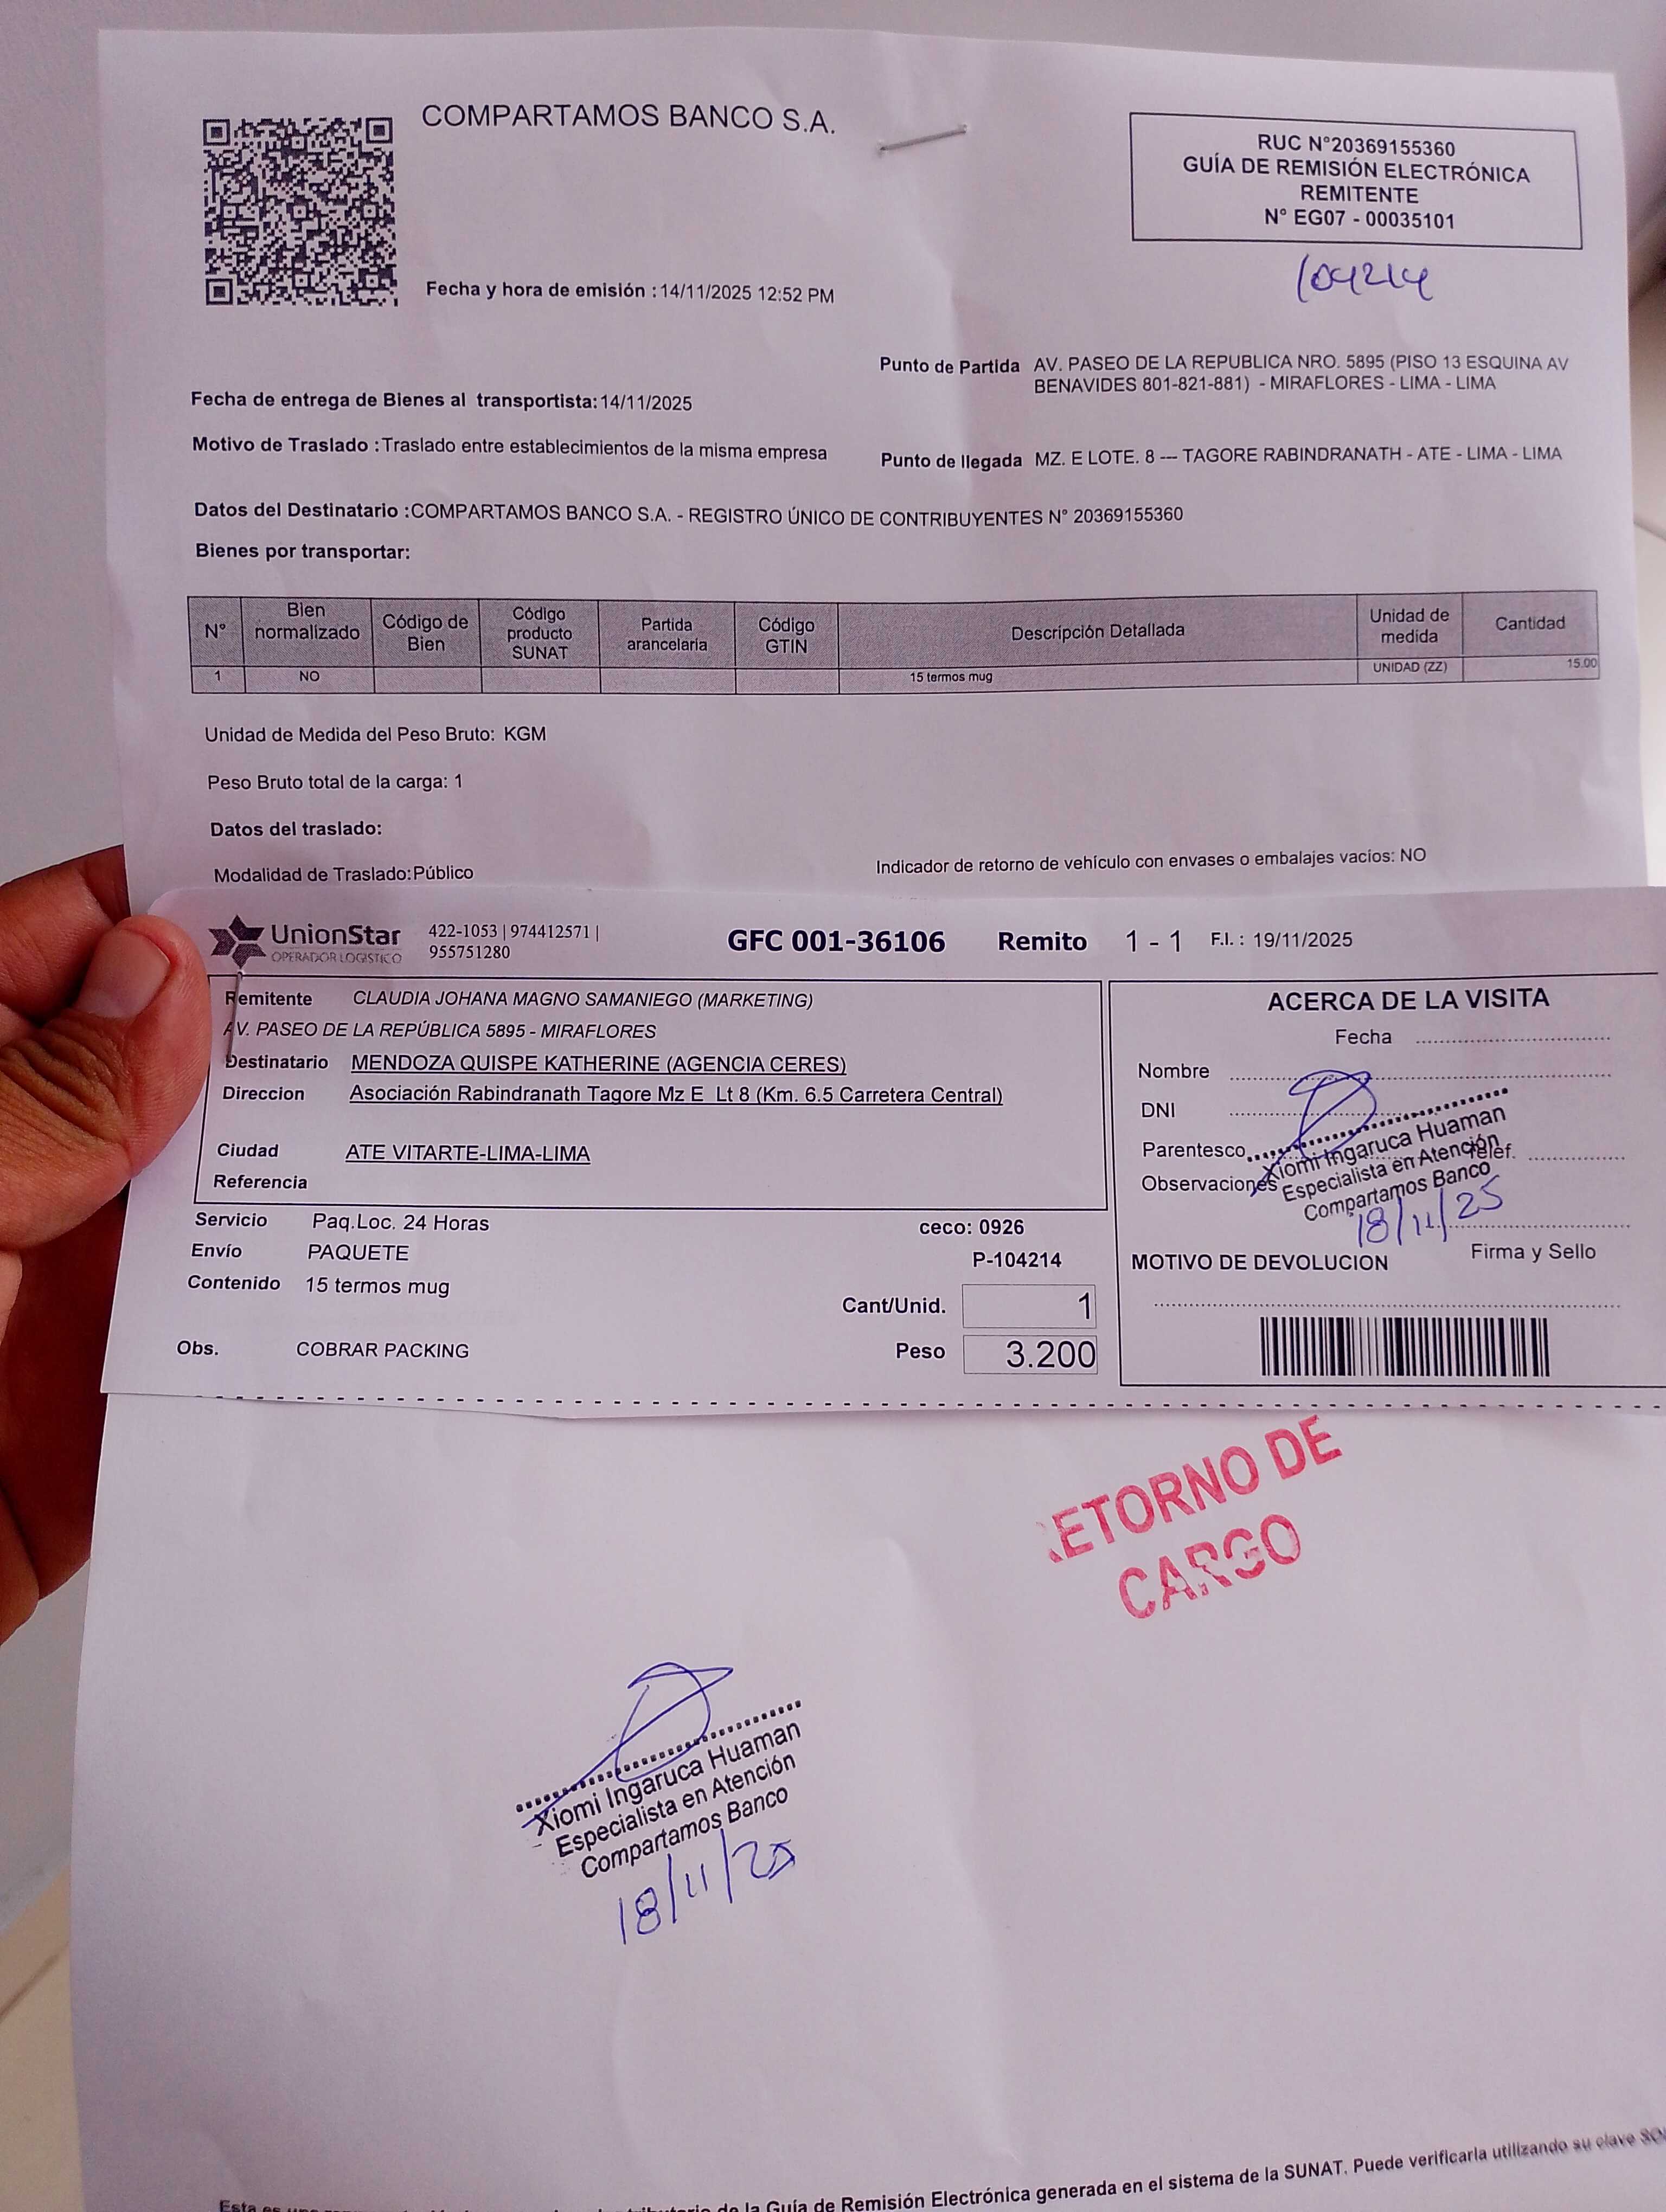 COMPARTAMOS BANCO S.A.
RUC N°20369155360
GUÍA DE REMISIÓN ELECTRÓNICA
REMITENTE
N° EG07 - 00035101
104214
Fecha y hora de emisión : 14/11/2025 12:52 PM
Punto de Partida AV. PASEO DE LA REPUBLICA NRO. 5895 (PISO 13 ESQUINA AV
BENAVIDES 801-821-881) - MIRAFLORES - LIMA - LIMA
Fecha de entrega de Bienes al transportista: 14/11/2025
Motivo de Traslado : Traslado entre establecimientos de la misma empresa
Punto de llegada MZ. E LOTE. 8 --- TAGORE RABINDRANATH - ATE - LIMA - LIMA
Datos del Destinatario : COMPARTAMOS BANCO S.A. - REGISTRO ÚNICO DE CONTRIBUYENTES N° 20369155360
Bienes por transportar:
N° Bien normalizado Código de Bien Código producto SUNAT Partida arancelaria Código GTIN Descripción Detallada Unidad de medida Cantidad
1 NO 15 termos mug UNIDAD (ZZ) 15.00
Unidad de Medida del Peso Bruto: KGM
Peso Bruto total de la carga: 1
Datos del traslado:
Modalidad de Traslado: Público
Indicador de retorno de vehículo con envases o embalajes vacíos: NO
UnionStar
OPERADOR LOGISTICO
422-1053 | 974412571 |
955751280
GFC 001-36106 Remito 1 - 1 F.I. : 19/11/2025
Remitente CLAUDIA JOHANA MAGNO SAMANIEGO (MARKETING)
AV. PASEO DE LA REPÚBLICA 5895 - MIRAFLORES
Destinatario MENDOZA QUISPE KATHERINE (AGENCIA CERES)
Direccion Asociación Rabindranath Tagore Mz E Lt 8 (Km. 6.5 Carretera Central)
Ciudad ATE VITARTE-LIMA-LIMA
Referencia
Servicio Paq.Loc. 24 Horas
Envío PAQUETE
Contenido 15 termos mug
Obs. COBRAR PACKING
ceco: 0926
P-104214
Cant/Unid. 1
Peso 3.200
ACERCA DE LA VISITA
Fecha
Nombre
DNI
Parentesco
Telef.
Observaciones
Xiomi Ingaruca Huaman
Especialista en Atención
Compartamos Banco
18/11/25
Firma y Sello
MOTIVO DE DEVOLUCION
ETORNO DE
CARGO
Xiomi Ingaruca Huaman
Especialista en Atención
Compartamos Banco
18/11/25
de la Guía de Remisión Electrónica generada en el sistema de la SUNAT. Puede verificarla utilizando su clave